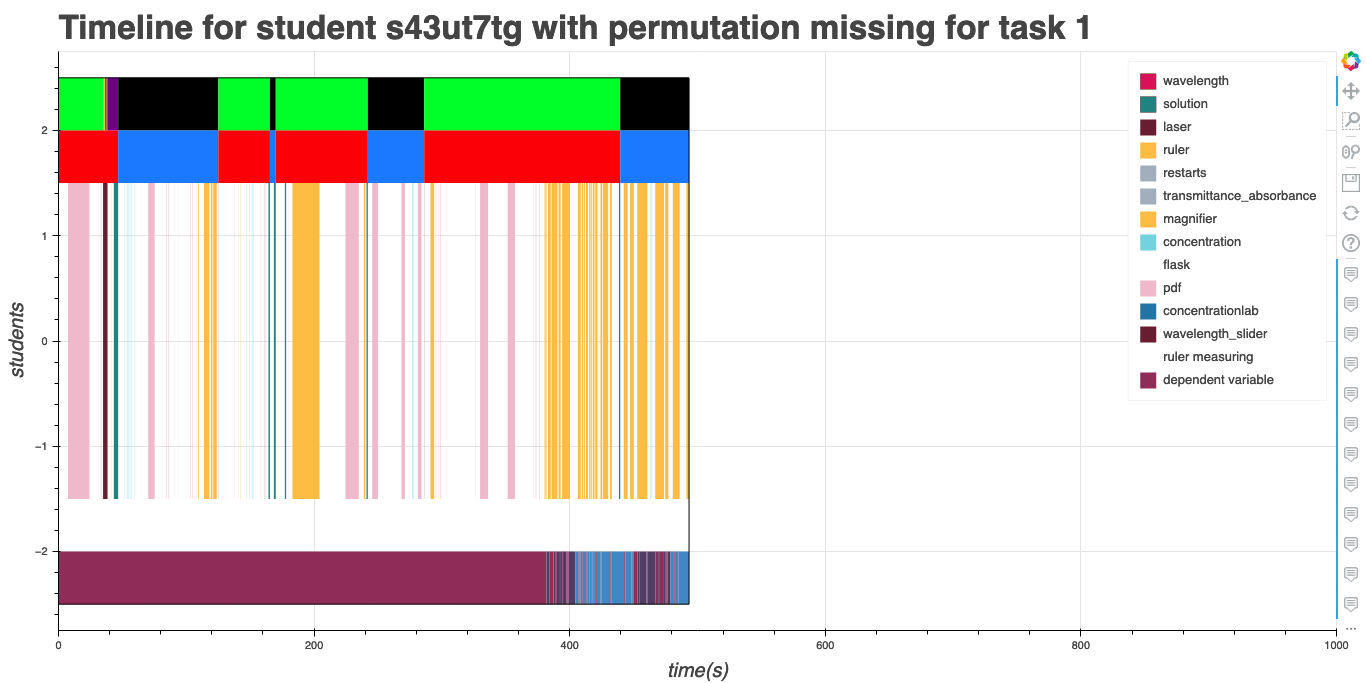 Timeline for student s43ut7tg with permutation missing for task 1
wavelength
solution
laser
ruler
restarts
transmittance_absorbance
magnifier
concentration
flask
pdf
concentrationlab
wavelength_slider
ruler measuring
dependent variable
students
2
1
0
−1
−2
0
200
400
600
800
1000
time(s)